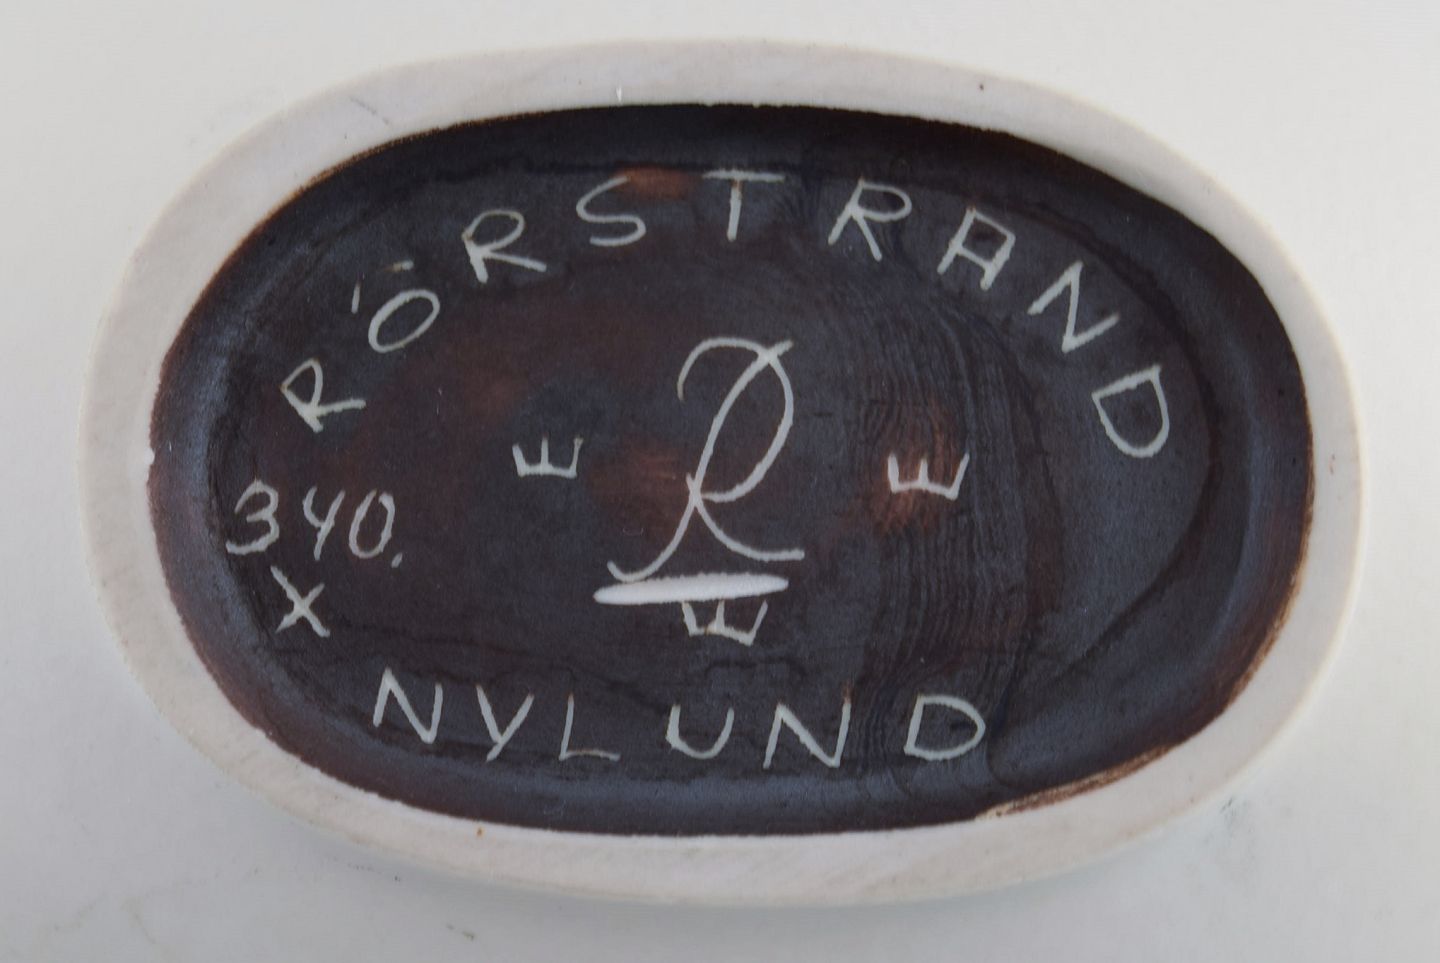 RÖRSTRAND
R
E E
E
340.
X
NYLUND